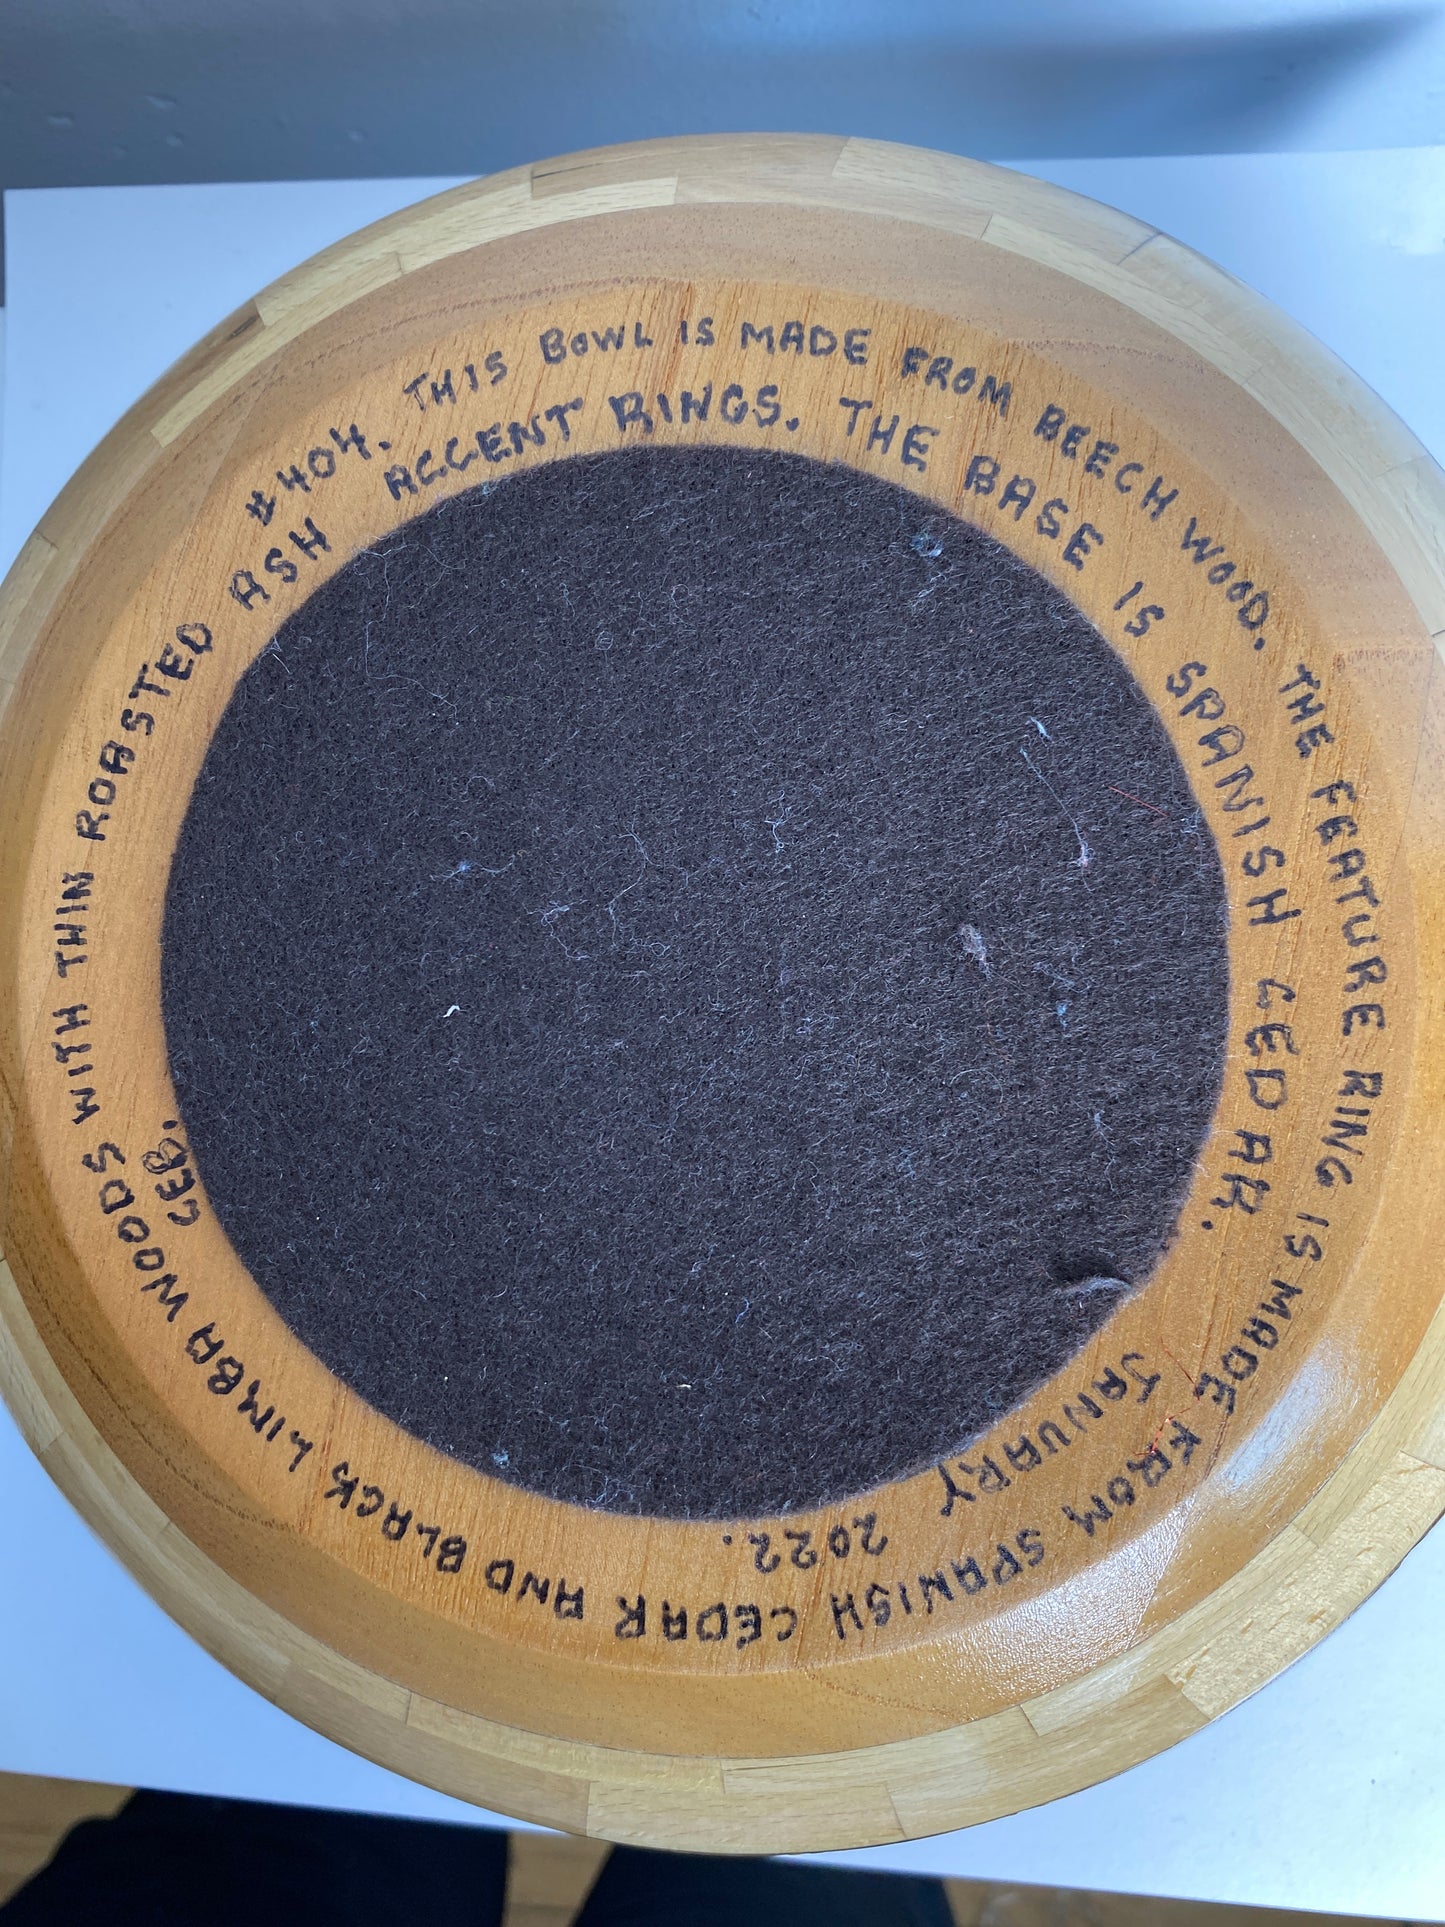 #404. THIS BOWL IS MADE FROM BEECH WOOD. THE FEATURE RING IS MADE FROM SPANISH CEDAR AND BLACK LIMBA WOODS WITH THIN ROASTED ASH ACCENT RINGS. THE BASE IS SPANISH CEDAR.
JANUARY 2022.
GEB.